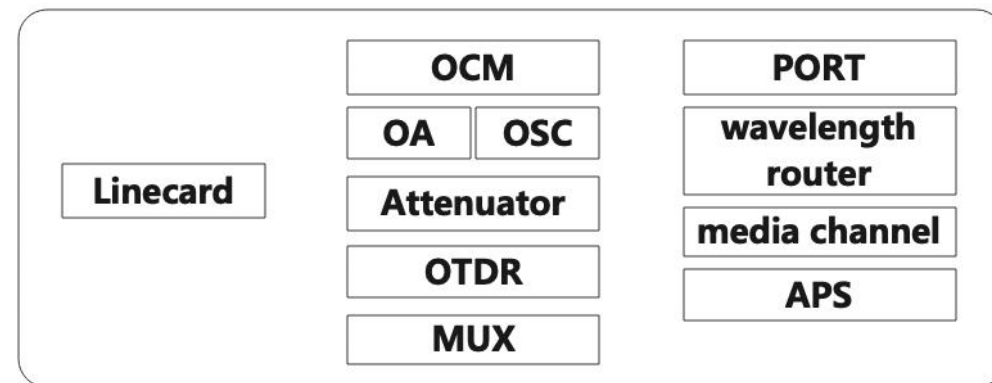 Linecard
OCM
OA
OSC
Attenuator
OTDR
MUX
PORT
wavelength
router
media channel
APS